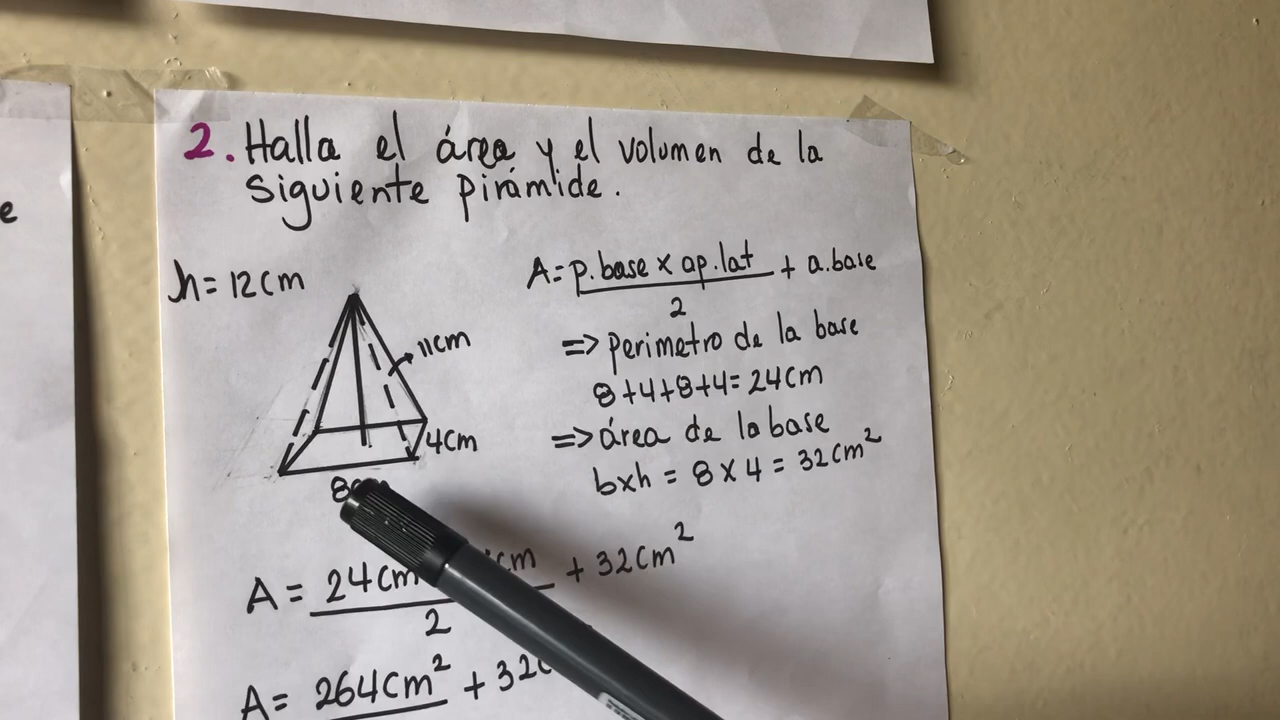 2. Halla el área y el volumen de la
siguiente pirámide.
h = 12cm
11cm
4cm
A = p.base x ap.lat + a.base
2
=> perimetro de la base
8+4+8+4= 24cm
=> área de la base
bxh = 8 x 4 = 32cm²
A = 24cm + 32cm²
2
A = 264cm² + 32
e